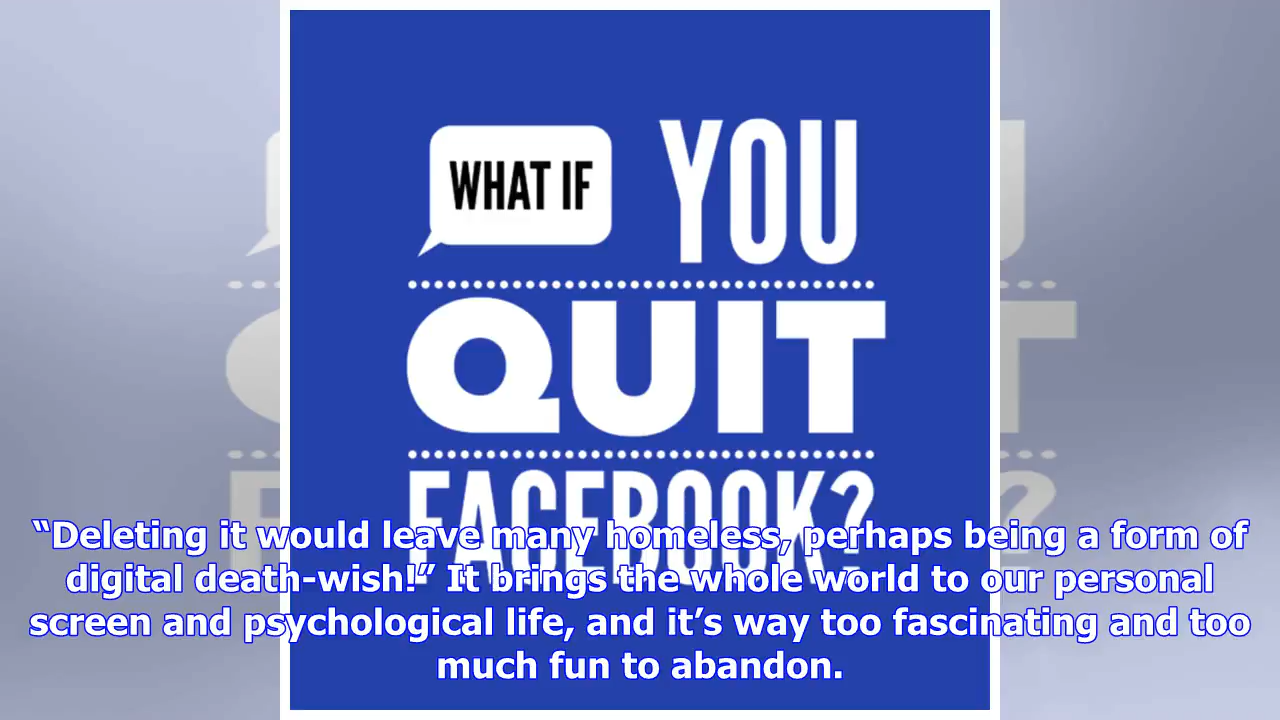 WHAT IF YOU
QUIT
FACEBOOK?
“Deleting it would leave many homeless, perhaps being a form of
digital death-wish!” It brings the whole world to our personal
screen and psychological life, and it’s way too fascinating and too
much fun to abandon.